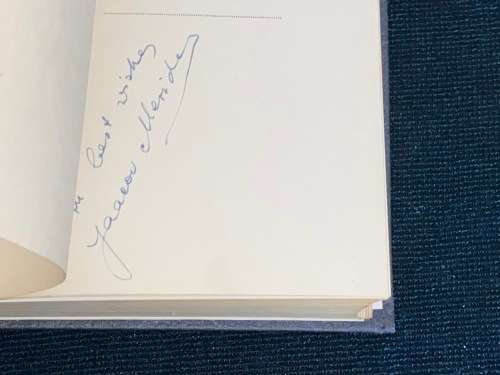 best wishes
Yaacov Meridor